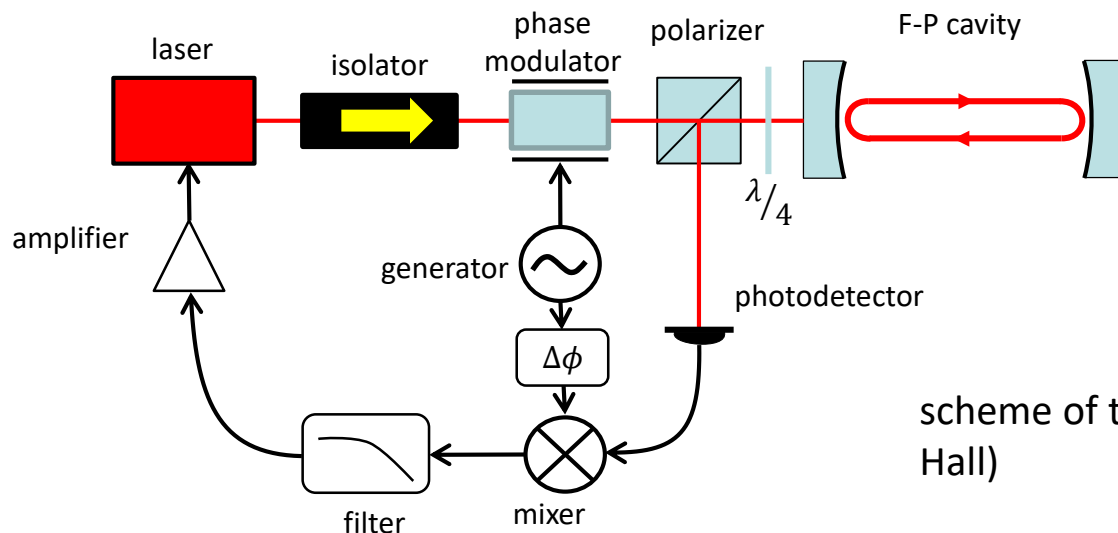 laser
isolator
phase
modulator
polarizer
F-P cavity
λ/4
amplifier
generator
photodetector
Δϕ
scheme of t
Hall)
filter
mixer